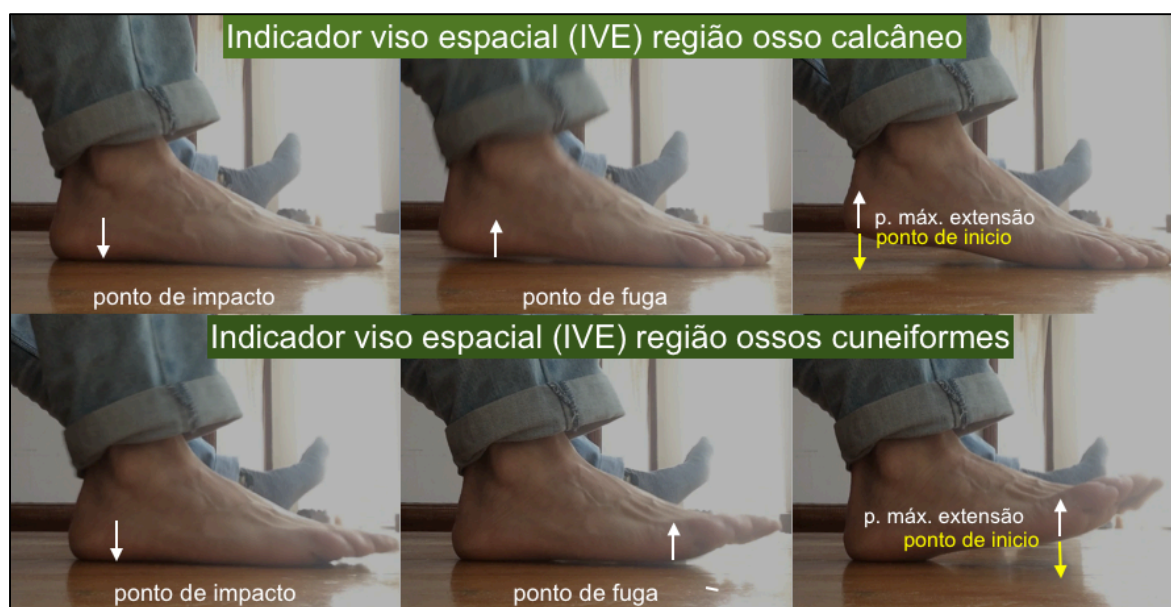 Indicador viso espacial (IVE) região osso calcâneo
p. máx. extensão
ponto de inicio
ponto de impacto
ponto de fuga
Indicador viso espacial (IVE) região ossos cuneiformes
p. máx. extensão
ponto de inicio
ponto de impacto
ponto de fuga